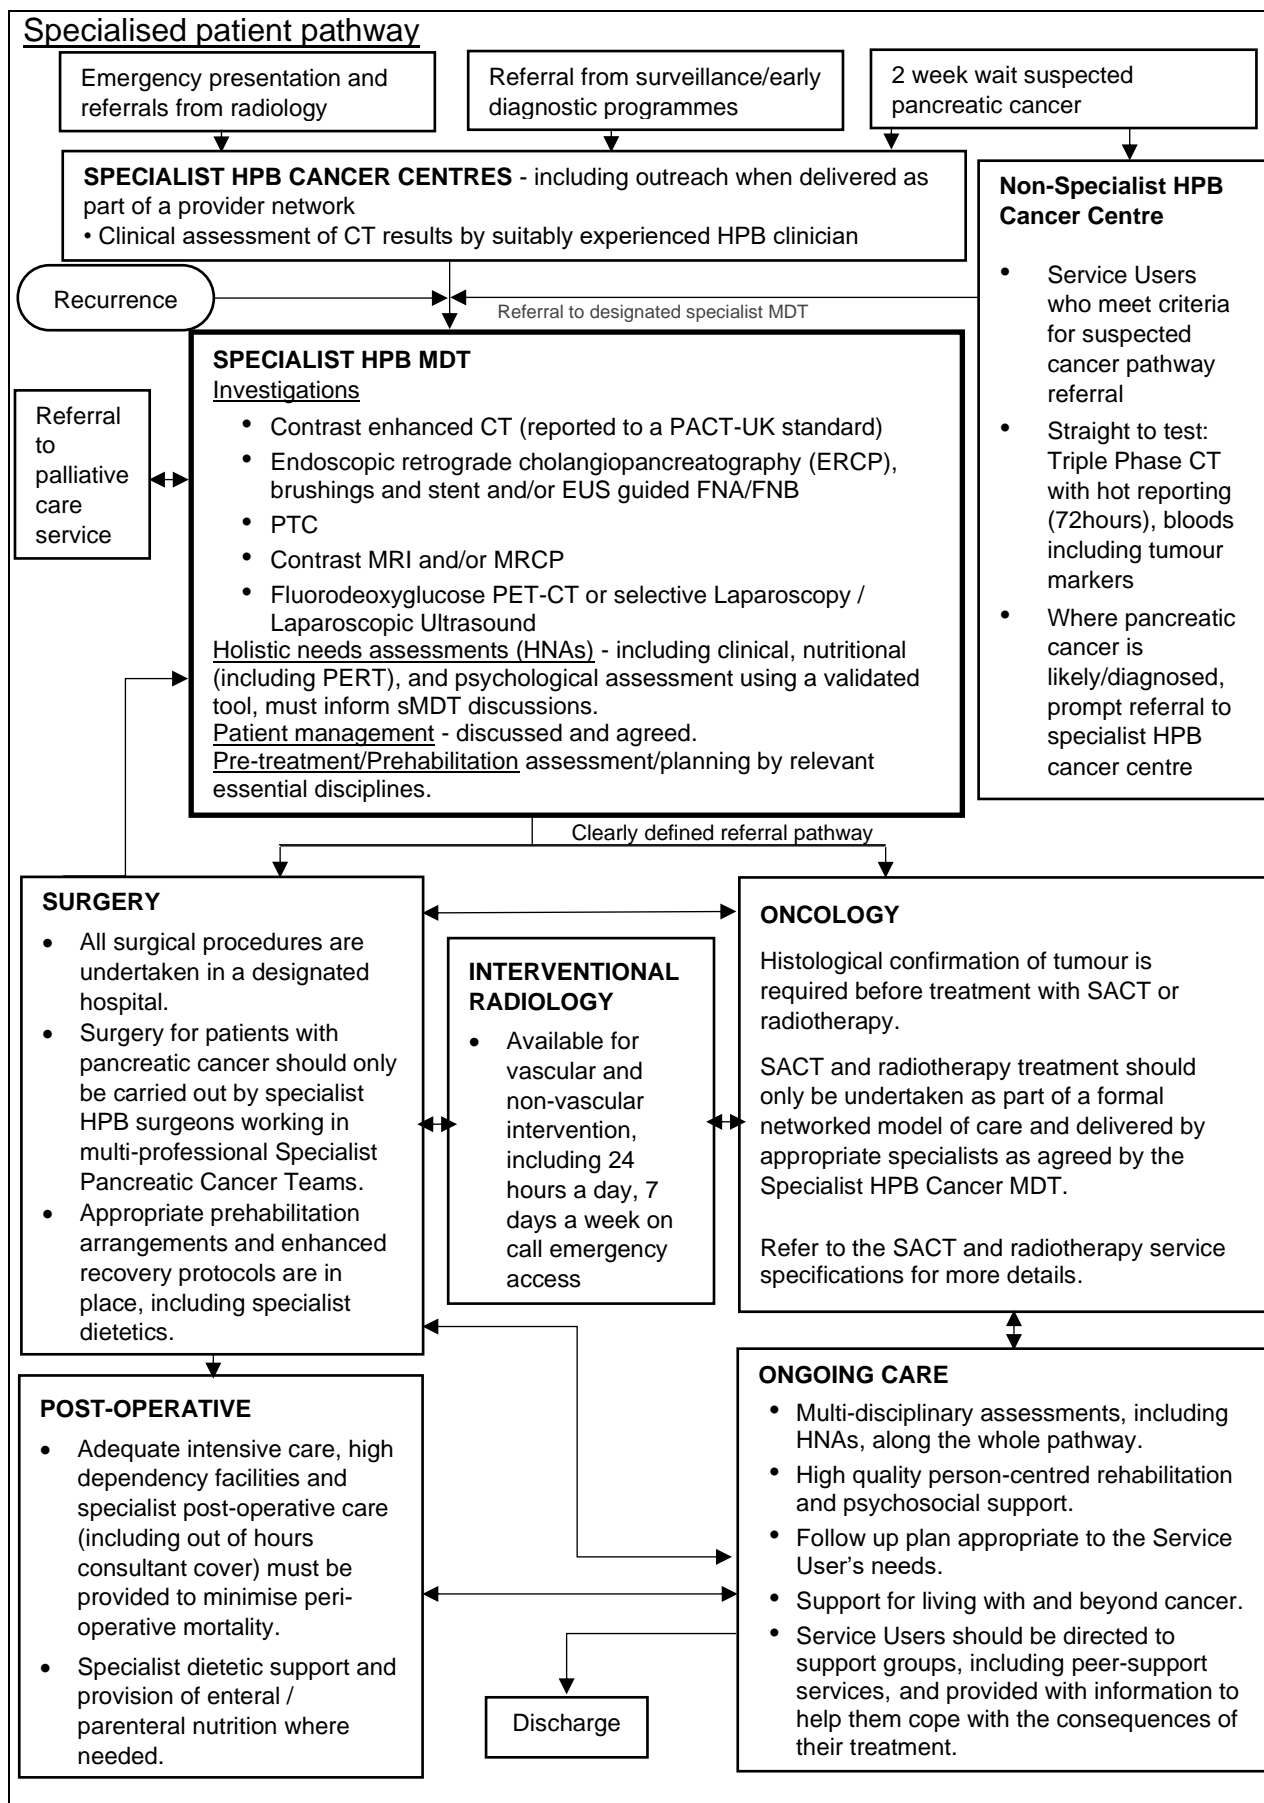 Specialised patient pathway
Emergency presentation and
referrals from radiology
Referral from surveillance/early
diagnostic programmes
2 week wait suspected
pancreatic cancer
SPECIALIST HPB CANCER CENTRES - including outreach when delivered as
part of a provider network
• Clinical assessment of CT results by suitably experienced HPB clinician
Non-Specialist HPB
Cancer Centre
• Service Users
who meet criteria
for suspected
cancer pathway
referral
• Straight to test:
Triple Phase CT
with hot reporting
(72hours), bloods
including tumour
markers
• Where pancreatic
cancer is
likely/diagnosed,
prompt referral to
specialist HPB
cancer centre
Recurrence
Referral to designated specialist MDT
Referral
to
palliative
care
service
SPECIALIST HPB MDT
Investigations
• Contrast enhanced CT (reported to a PACT-UK standard)
• Endoscopic retrograde cholangiopancreatography (ERCP),
brushings and stent and/or EUS guided FNA/FNB
• PTC
• Contrast MRI and/or MRCP
• Fluorodeoxyglucose PET-CT or selective Laparoscopy /
Laparoscopic Ultrasound
Holistic needs assessments (HNAs) - including clinical, nutritional
(including PERT), and psychological assessment using a validated
tool, must inform sMDT discussions.
Patient management - discussed and agreed.
Pre-treatment/Prehabilitation assessment/planning by relevant
essential disciplines.
Clearly defined referral pathway
SURGERY
• All surgical procedures are
undertaken in a designated
hospital.
• Surgery for patients with
pancreatic cancer should only
be carried out by specialist
HPB surgeons working in
multi-professional Specialist
Pancreatic Cancer Teams.
• Appropriate prehabilitation
arrangements and enhanced
recovery protocols are in
place, including specialist
dietetics.
INTERVENTIONAL
RADIOLOGY
• Available for
vascular and
non-vascular
intervention,
including 24
hours a day, 7
days a week on
call emergency
access
ONCOLOGY
Histological confirmation of tumour is
required before treatment with SACT or
radiotherapy.
SACT and radiotherapy treatment should
only be undertaken as part of a formal
networked model of care and delivered by
appropriate specialists as agreed by the
Specialist HPB Cancer MDT.
Refer to the SACT and radiotherapy service
specifications for more details.
POST-OPERATIVE
• Adequate intensive care, high
dependency facilities and
specialist post-operative care
(including out of hours
consultant cover) must be
provided to minimise peri-
operative mortality.
• Specialist dietetic support and
provision of enteral /
parenteral nutrition where
needed.
ONGOING CARE
• Multi-disciplinary assessments, including
HNAs, along the whole pathway.
• High quality person-centred rehabilitation
and psychosocial support.
• Follow up plan appropriate to the Service
User's needs.
• Support for living with and beyond cancer.
• Service Users should be directed to
support groups, including peer-support
services, and provided with information to
help them cope with the consequences of
their treatment.
Discharge